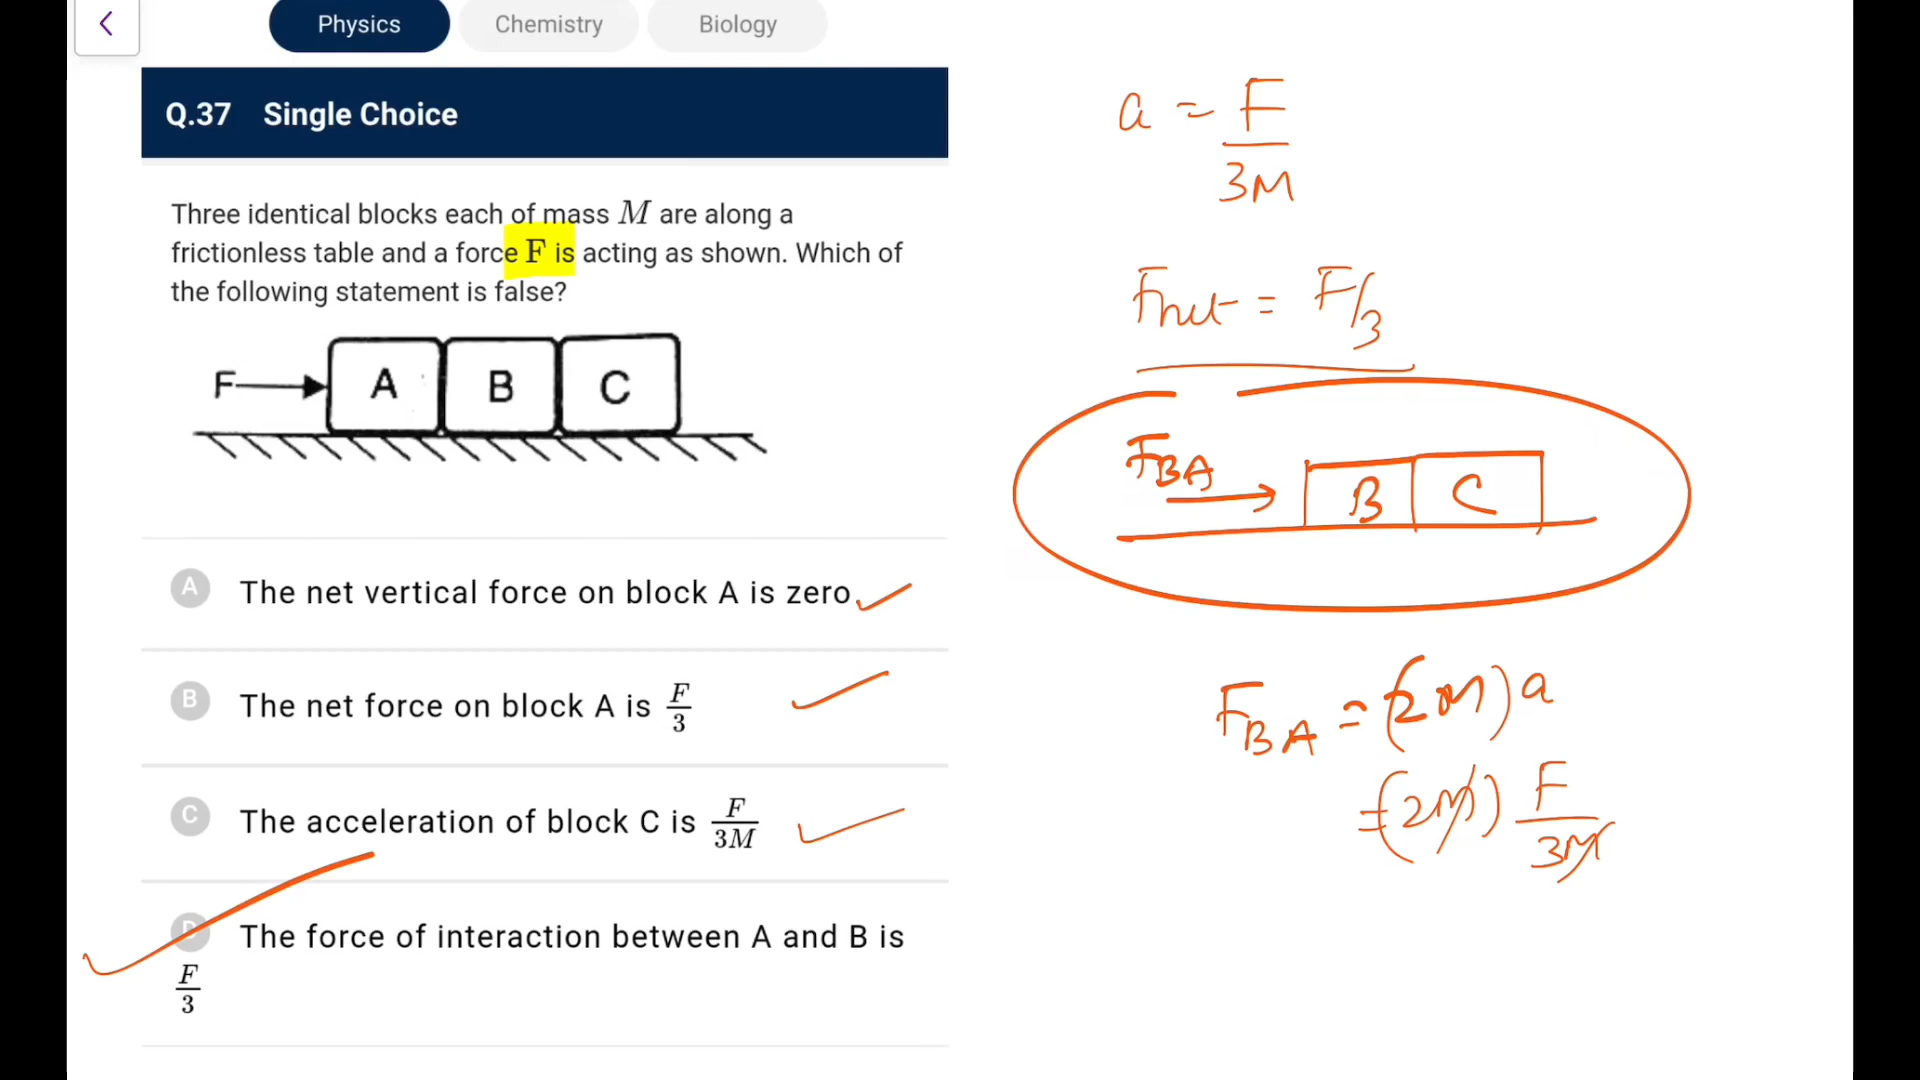 Physics Chemistry Biology
Q.37 Single Choice
Three identical blocks each of mass M are along a
frictionless table and a force F is acting as shown. Which of
the following statement is false?
F A B C
A The net vertical force on block A is zero
B The net force on block A is F/3
C The acceleration of block C is F/3M
D The force of interaction between A and B is
F/3
a = F/3M
Fnet = F/3
FBA B C
FBA = (2M) a
= (2M) F/3M